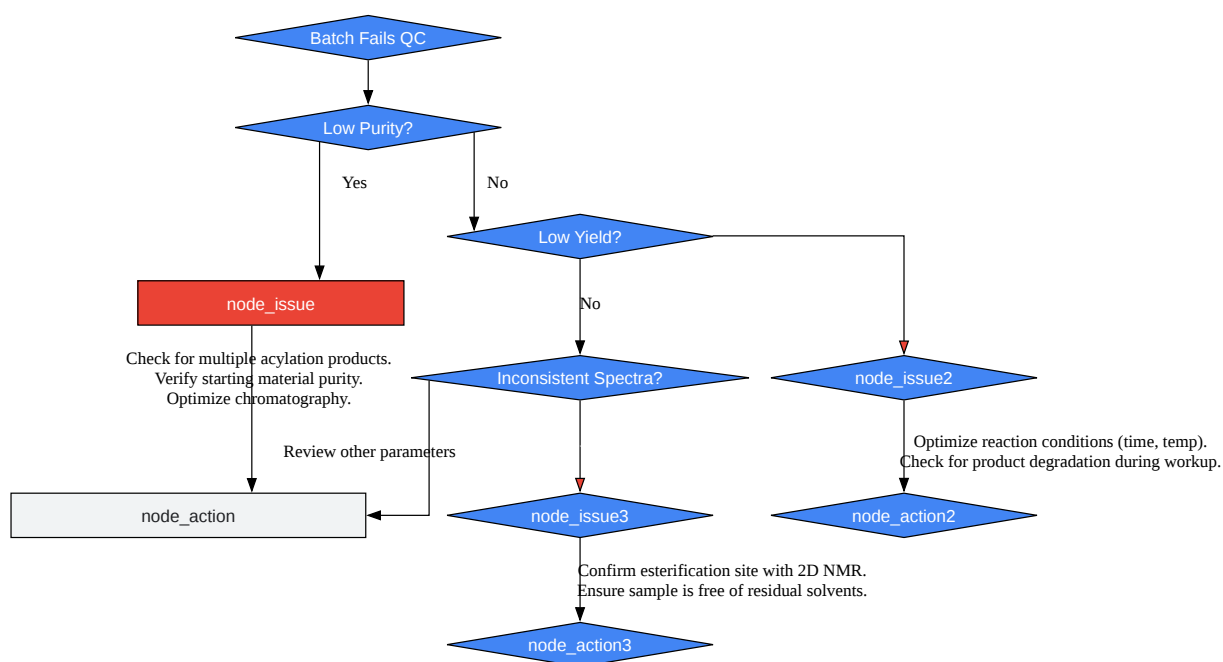 Batch Fails QC
Low Purity?
Yes
No
Low Yield?
node_issue
No
Check for multiple acylation products.
Verify starting material purity.
Optimize chromatography.
Inconsistent Spectra?
node_issue2
Review other parameters
Optimize reaction conditions (time, temp).
Check for product degradation during workup.
node_action
node_issue3
node_action2
Confirm esterification site with 2D NMR.
Ensure sample is free of residual solvents.
node_action3